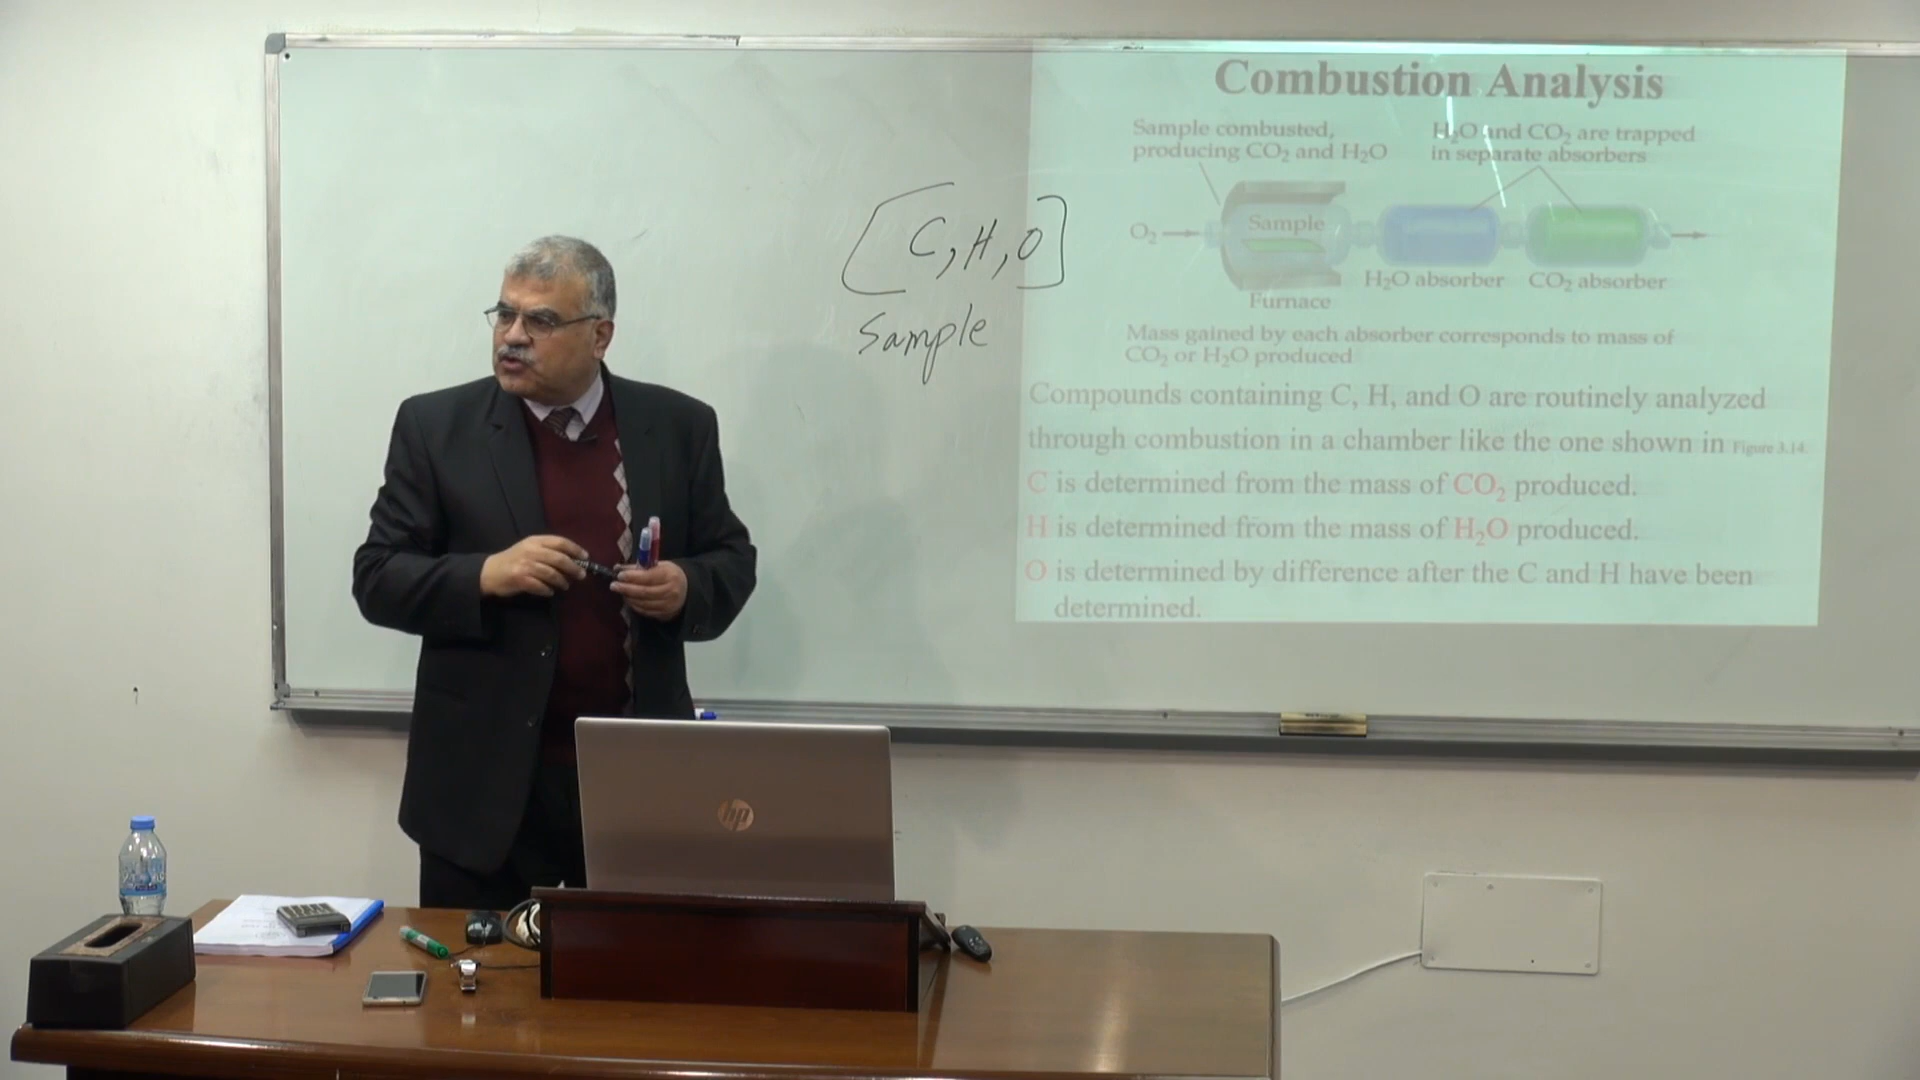 [C, H, O]
Sample
Combustion Analysis
Sample combusted,
producing CO₂ and H₂O
H₂O and CO₂ are trapped
in separate absorbers
O₂
Sample
Furnace
H₂O absorber
CO₂ absorber
Mass gained by each absorber corresponds to mass of
CO₂ or H₂O produced
Compounds containing C, H, and O are routinely analyzed
through combustion in a chamber like the one shown in Figure 3.14
C is determined from the mass of CO₂ produced.
H is determined from the mass of H₂O produced.
O is determined by difference after the C and H have been
determined.
hp